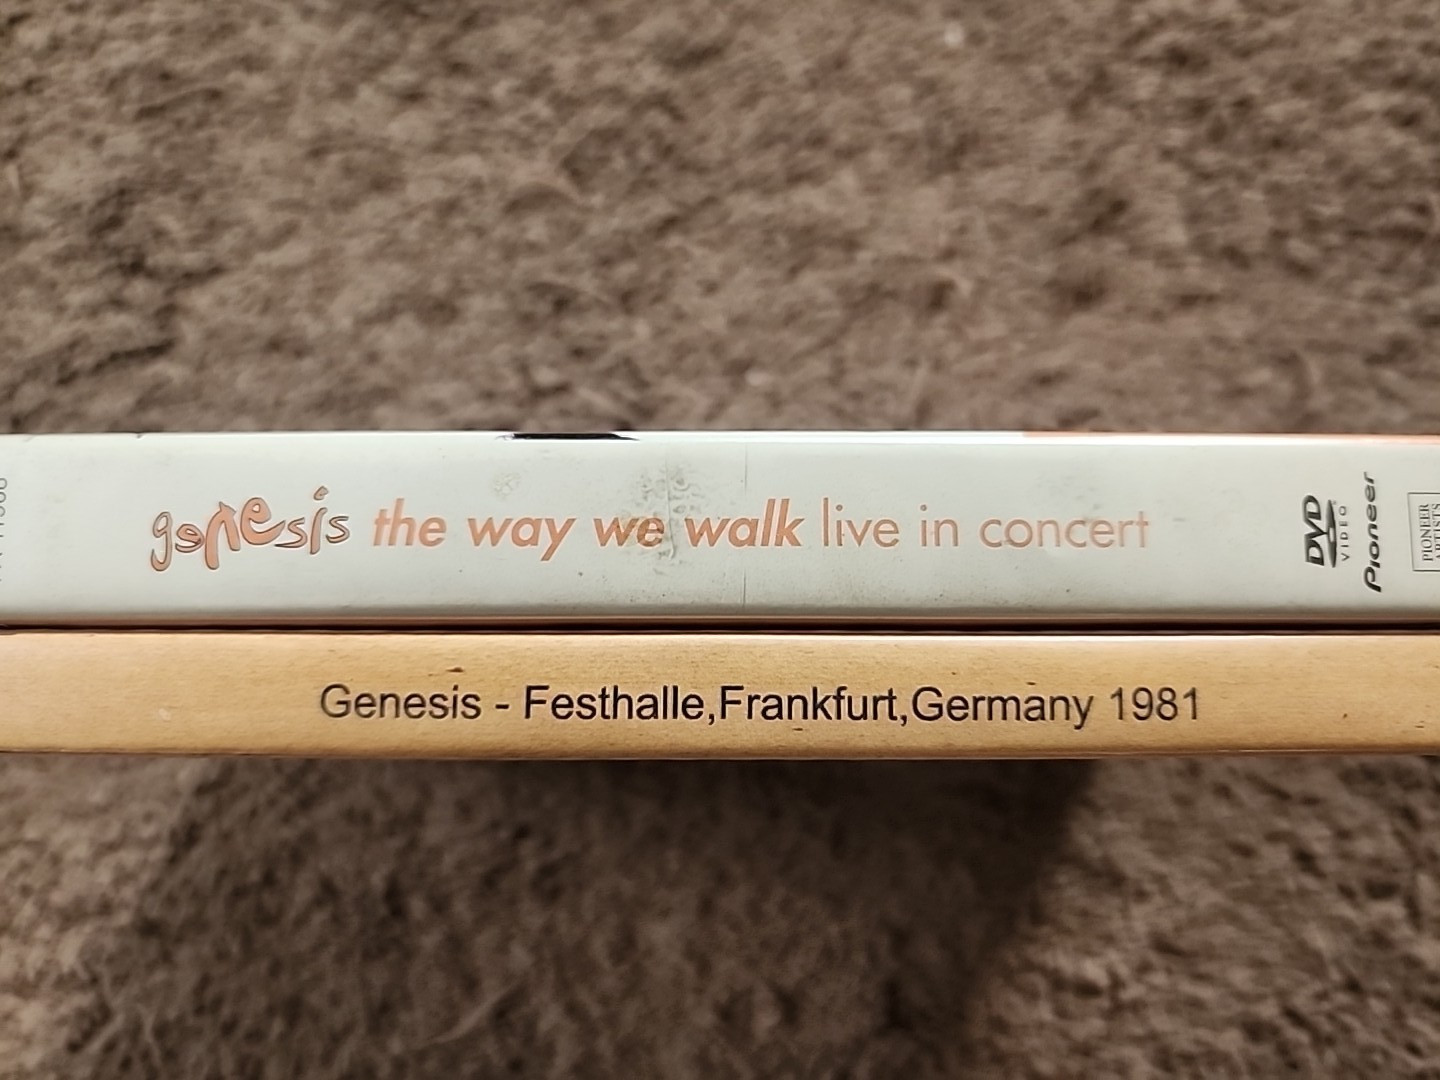 genesis the way we walk live in concert
DVD
VIDEO
Pioneer
PIONEER
ARTISTS
Genesis - Festhalle,Frankfurt,Germany 1981